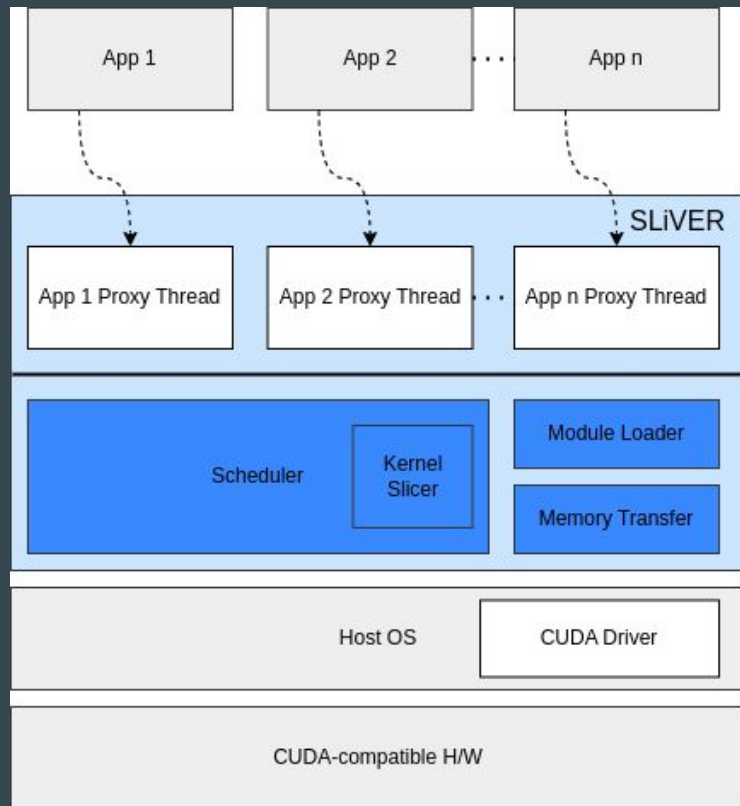 App 1
App 2
App n
SLiVER
App 1 Proxy Thread
App 2 Proxy Thread
App n Proxy Thread
Scheduler
Kernel
Slicer
Module Loader
Memory Transfer
Host OS
CUDA Driver
CUDA-compatible H/W